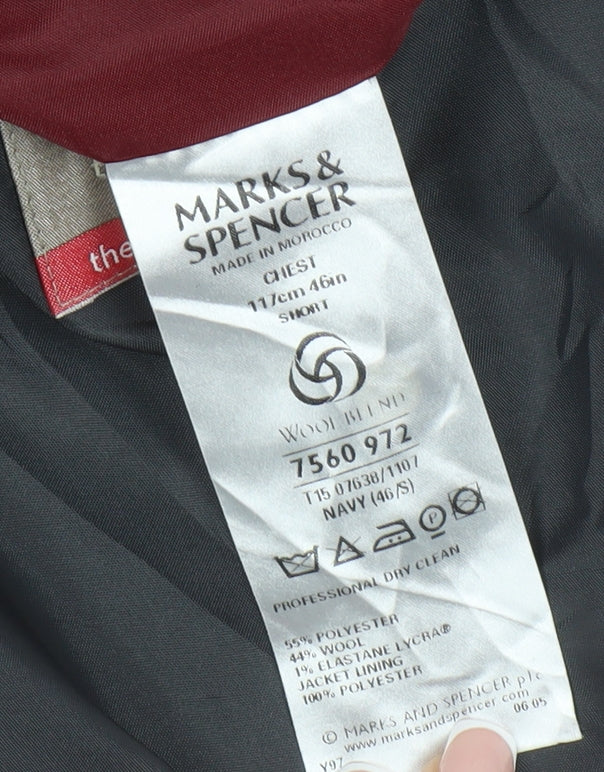 the
MARKS &
SPENCER
MADE IN MOROCCO
CHEST
117cm 46in
SHORT
WOOL BLEND
7560 972
T15 07638/1107
NAVY (46/S)
P
PROFESSIONAL DRY CLEAN
55% POLYESTER
44% WOOL
1% ELASTANE LYCRA®
JACKET LINING
100% POLYESTER
© MARKS AND SPENCER plc
www.marksandspencer.com
06 05
Y97